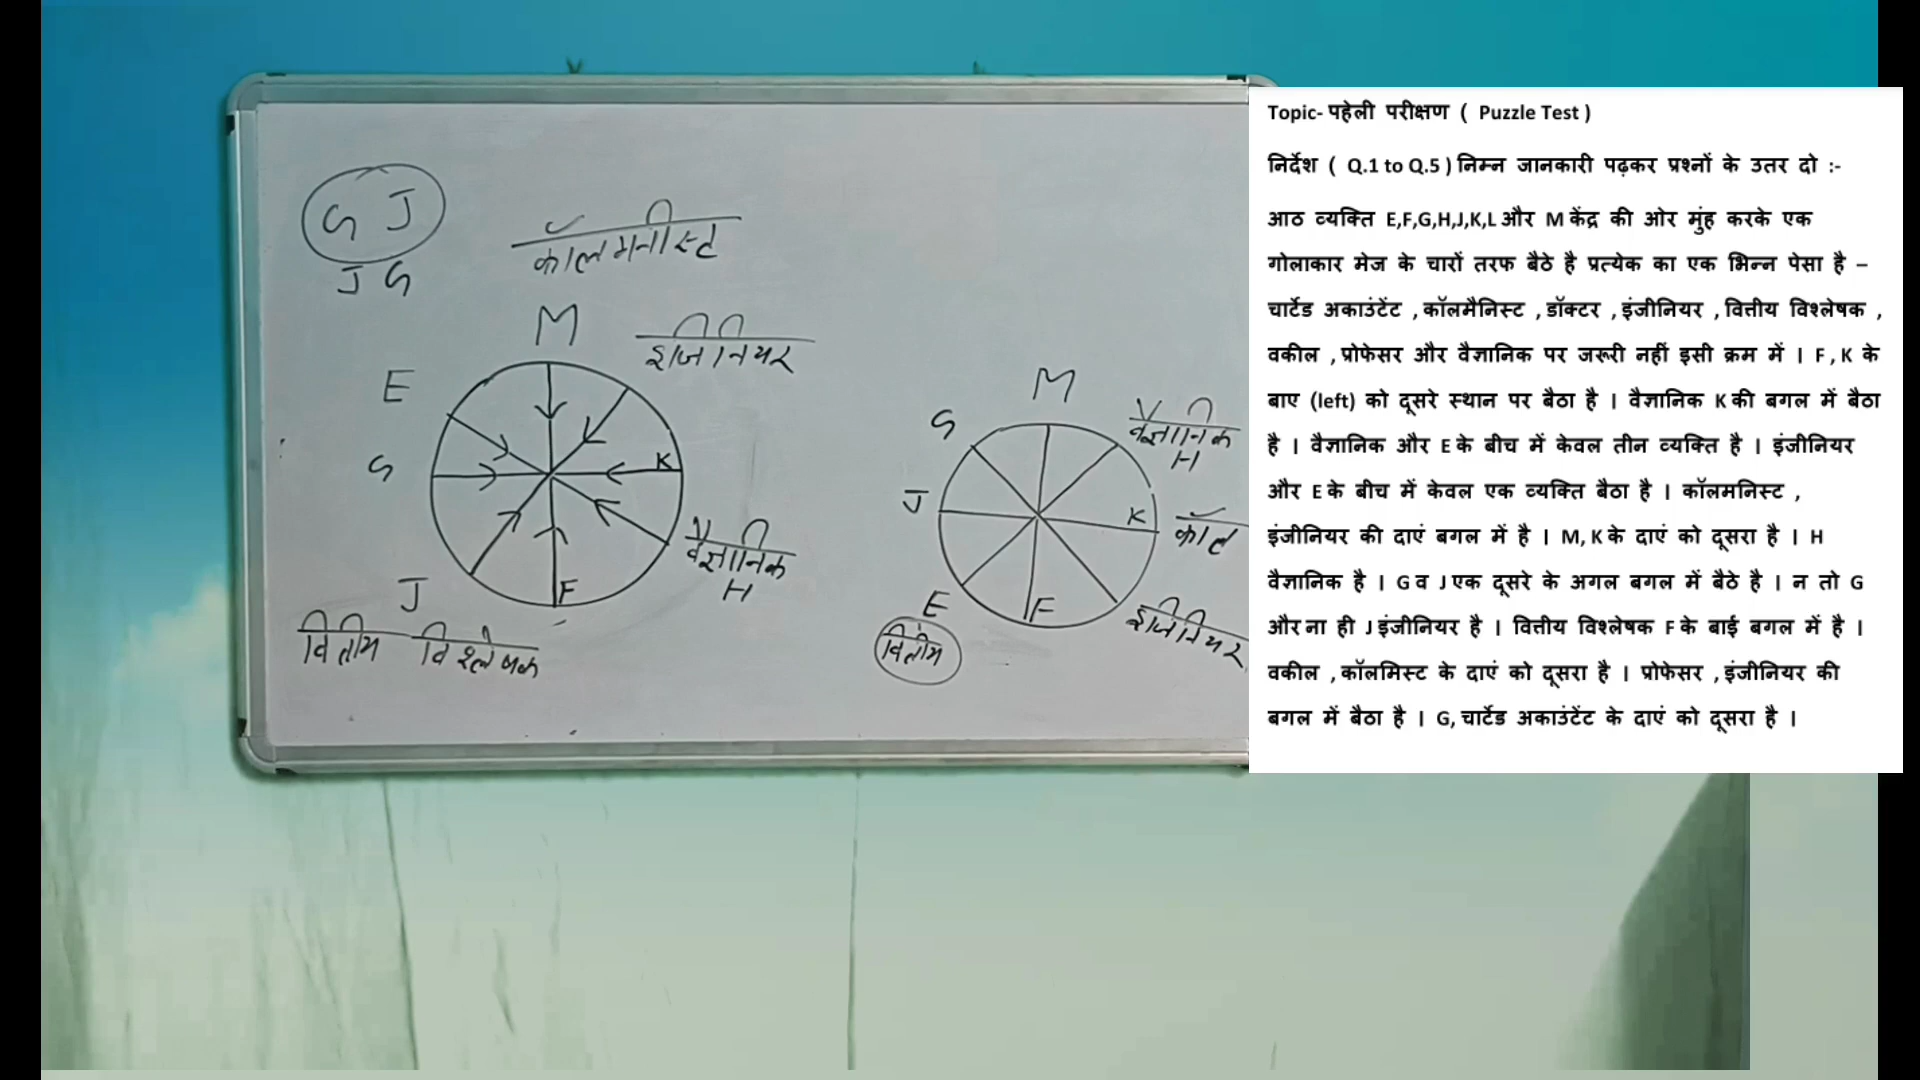 G J
J G
कॉलमनीस्ट
M
E
इंजिनियर
G
K
वैज्ञानिक
H
J
F
वित्तीय विश्लेषक
M
G
वैज्ञानिक
H
J
K
कॉल
E
F
इंजिनियर
वित्तीय
Topic- पहेली परीक्षण ( Puzzle Test )
निर्देश ( Q.1 to Q.5 ) निम्न जानकारी पढ़कर प्रश्नों के उतर दो :-
आठ व्यक्ति E,F,G,H,J,K,L और M केंद्र की ओर मुंह करके एक
गोलाकार मेज के चारों तरफ बैठे है प्रत्येक का एक भिन्न पेसा है –
चार्टेड अकाउंटेंट , कॉलमैनिस्ट , डॉक्टर , इंजीनियर , वित्तीय विश्लेषक ,
वकील , प्रोफेसर और वैज्ञानिक पर जरूरी नहीं इसी क्रम में । F , K के
बाए (left) को दूसरे स्थान पर बैठा है । वैज्ञानिक K की बगल में बैठा
है । वैज्ञानिक और E के बीच में केवल तीन व्यक्ति है । इंजीनियर
और E के बीच में केवल एक व्यक्ति बैठा है । कॉलमनिस्ट ,
इंजीनियर की दाएं बगल में है । M, K के दाएं को दूसरा है । H
वैज्ञानिक है । G व J एक दूसरे के अगल बगल में बैठे है । न तो G
और ना ही J इंजीनियर है । वित्तीय विश्लेषक F के बाई बगल में है ।
वकील , कॉलमिस्ट के दाएं को दूसरा है । प्रोफेसर , इंजीनियर की
बगल में बैठा है । G, चार्टेड अकाउंटेंट के दाएं को दूसरा है ।